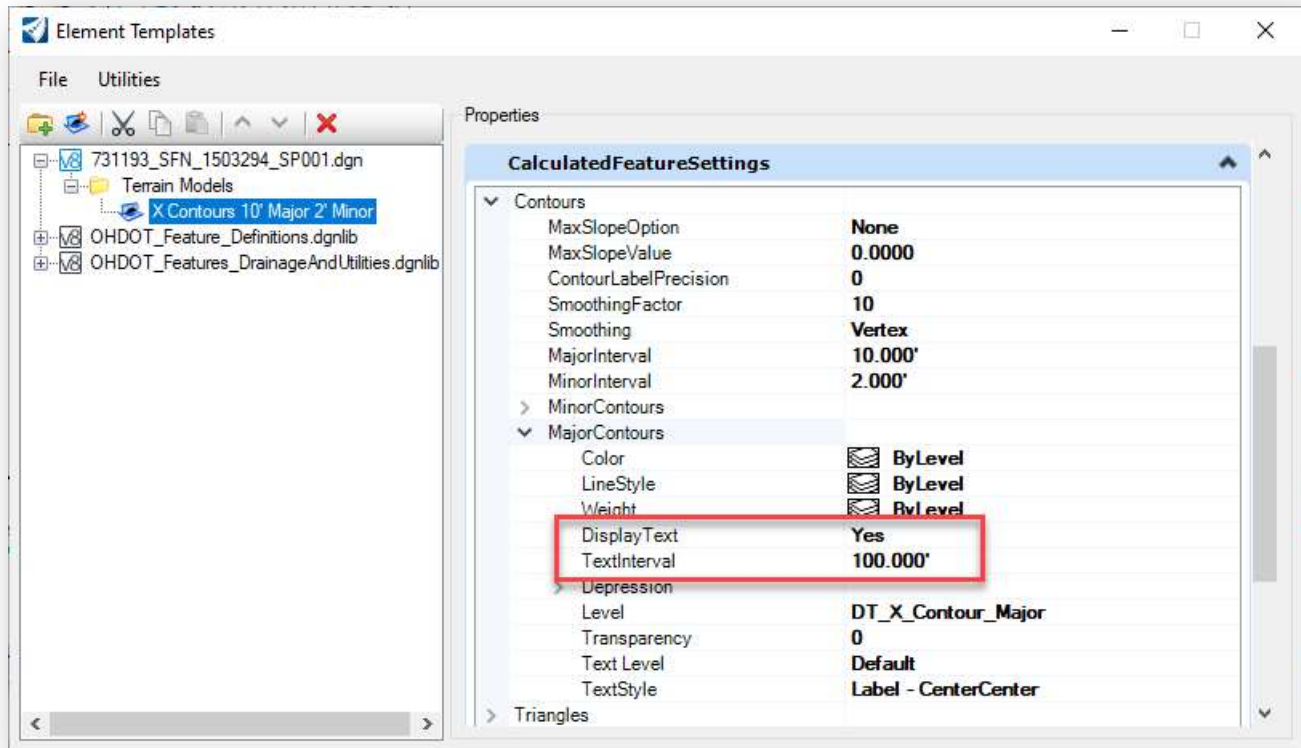 Element Templates
File Utilities
Properties
731193_SFN_1503294_SP001.dgn
Terrain Models
X Contours 10' Major 2' Minor
OHDOT_Feature_Definitions.dgnlib
OHDOT_Features_DrainageAndUtilities.dgnlib
CalculatedFeatureSettings
Contours
MaxSlopeOption None
MaxSlopeValue 0.0000
ContourLabelPrecision 0
SmoothingFactor 10
Smoothing Vertex
MajorInterval 10.000'
MinorInterval 2.000'
MinorContours
MajorContours
Color ByLevel
LineStyle ByLevel
Weight ByLevel
DisplayText Yes
TextInterval 100.000'
Depression
Level DT_X_Contour_Major
Transparency 0
Text Level Default
TextStyle Label - CenterCenter
Triangles